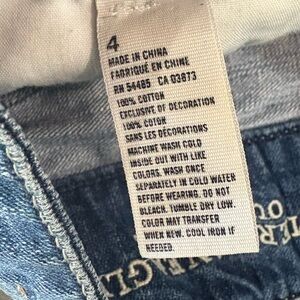 4
MADE IN CHINA
FABRIQUÉ EN CHINE
RN 54485 CA 03873
100% COTTON
EXCLUSIVE OF DECORATION
100% COTON
SANS LES DÉCORATIONS
MACHINE WASH COLD
INSIDE OUT WITH LIKE
COLORS. WASH ONCE
SEPARATELY IN COLD WATER
BEFORE WEARING. DO NOT
BLEACH. TUMBLE DRY LOW.
COLOR MAY TRANSFER
WHEN NEW. COOL IRON IF
NEEDED.